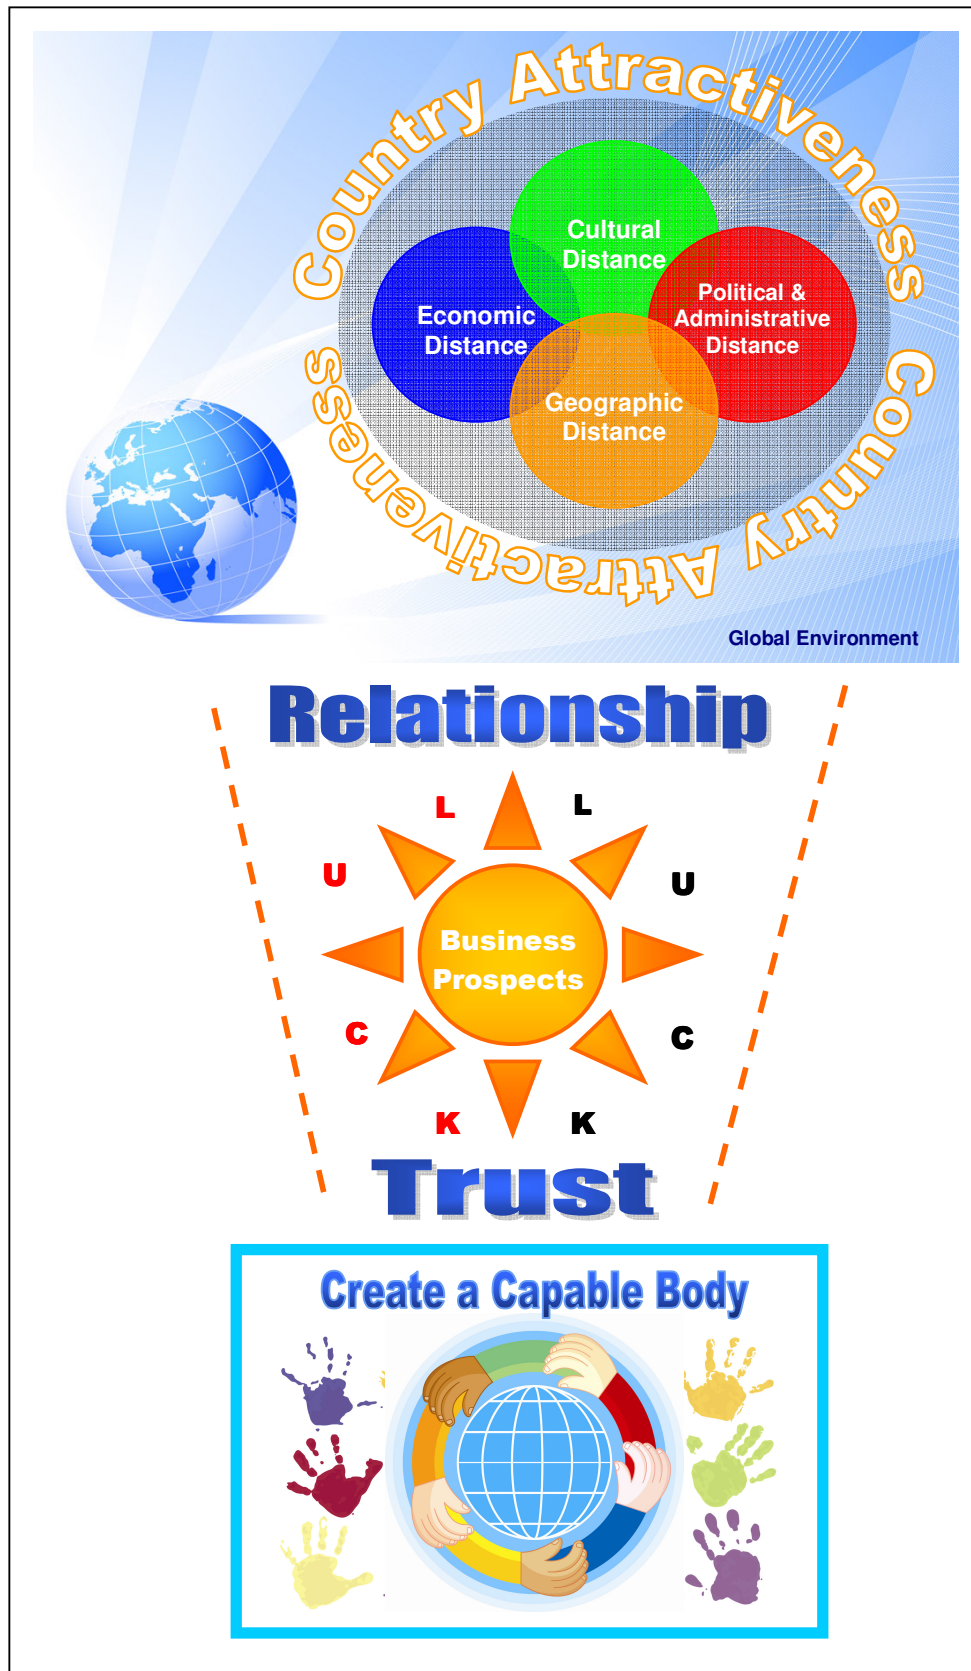 Country Attractiveness
Cultural
Distance
Economic
Distance
Political &
Administrative
Distance
Geographic
Distance
Country Attractiveness
Global Environment
Relationship
L L
U U
Business
Prospects
C C
K K
Trust
Create a Capable Body